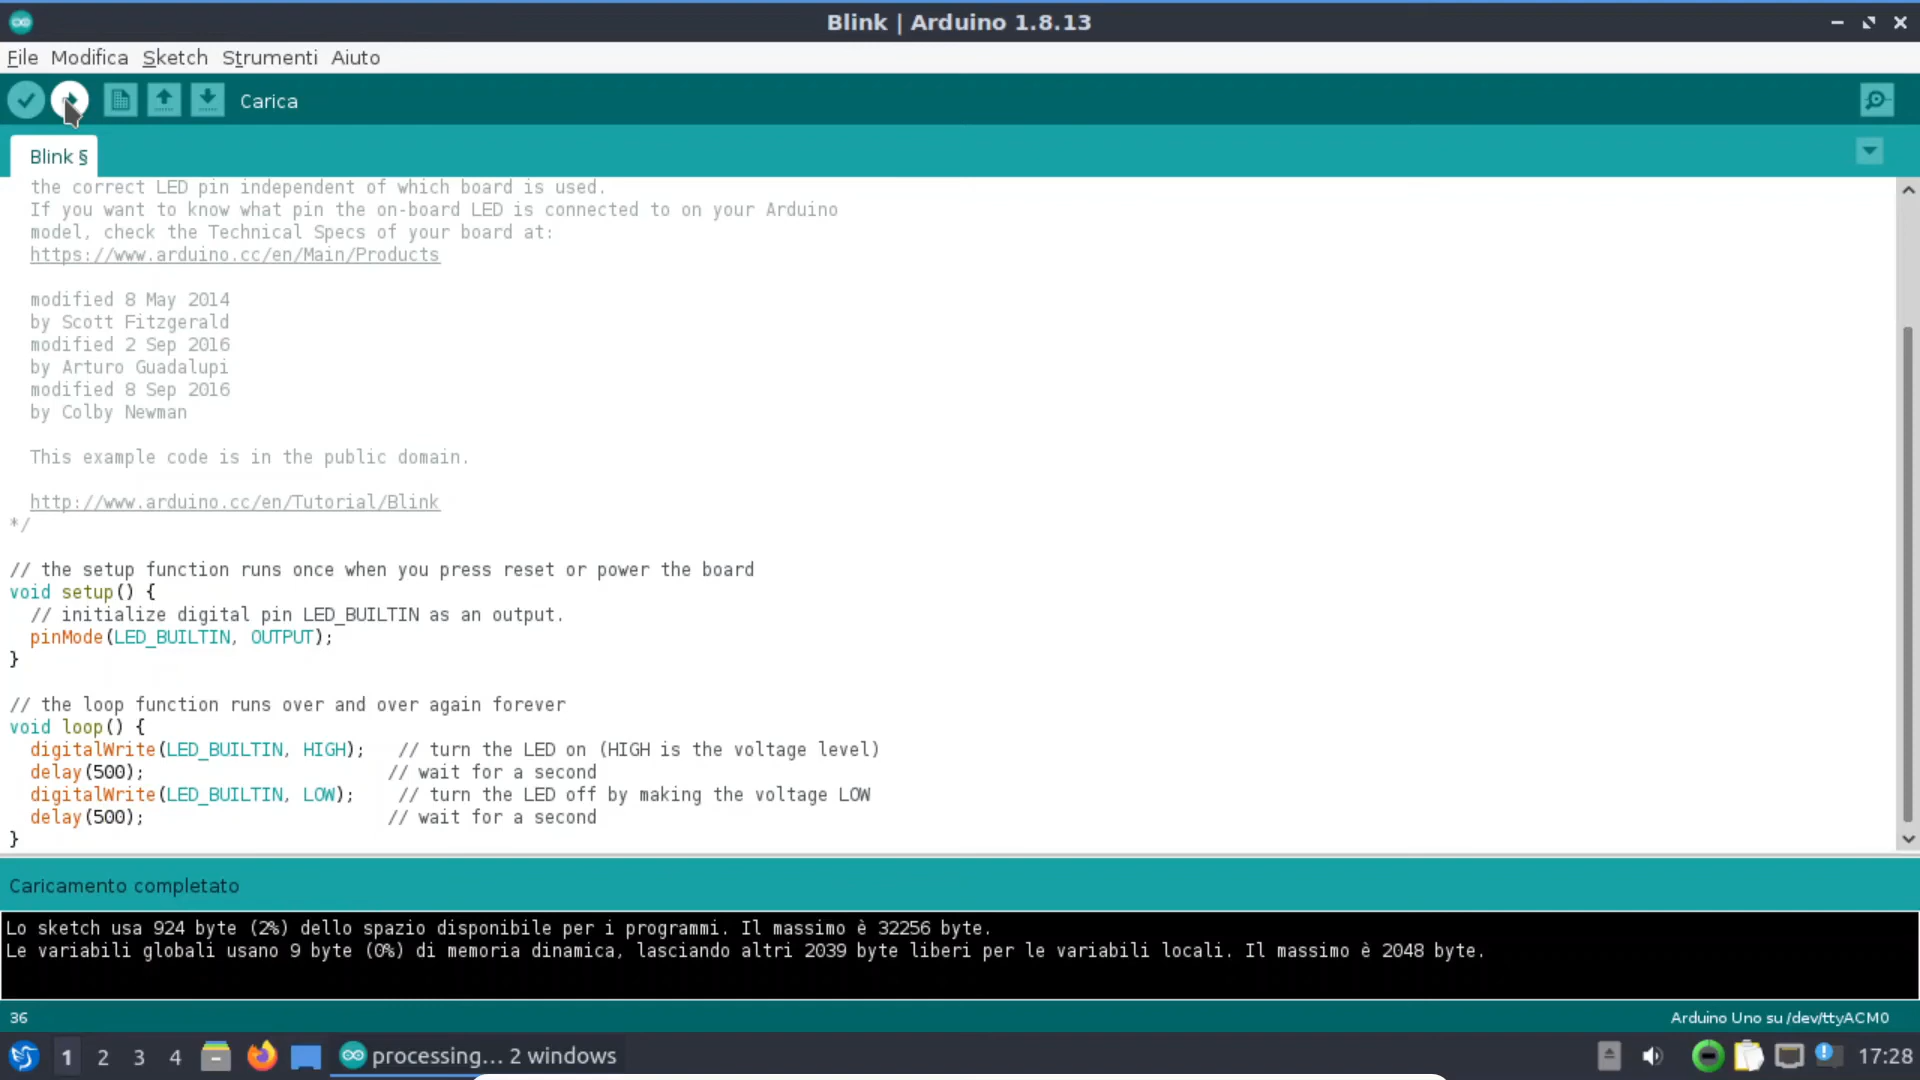 Blink | Arduino 1.8.13
File Modifica Sketch Strumenti Aiuto
Carica
Blink §
the correct LED pin independent of which board is used.
If you want to know what pin the on-board LED is connected to on your Arduino
model, check the Technical Specs of your board at:
https://www.arduino.cc/en/Main/Products
modified 8 May 2014
by Scott Fitzgerald
modified 2 Sep 2016
by Arturo Guadalupi
modified 8 Sep 2016
by Colby Newman
This example code is in the public domain.
http://www.arduino.cc/en/Tutorial/Blink
*/
// the setup function runs once when you press reset or power the board
void setup() {
// initialize digital pin LED_BUILTIN as an output.
pinMode(LED_BUILTIN, OUTPUT);
}
// the loop function runs over and over again forever
void loop() {
digitalWrite(LED_BUILTIN, HIGH); // turn the LED on (HIGH is the voltage level)
delay(500); // wait for a second
digitalWrite(LED_BUILTIN, LOW); // turn the LED off by making the voltage LOW
delay(500); // wait for a second
}
Caricamento completato
Lo sketch usa 924 byte (2%) dello spazio disponibile per i programmi. Il massimo è 32256 byte.
Le variabili globali usano 9 byte (0%) di memoria dinamica, lasciando altri 2039 byte liberi per le variabili locali. Il massimo è 2048 byte.
36
Arduino Uno su /dev/ttyACM0
1 2 3 4 processing... 2 windows 17:28